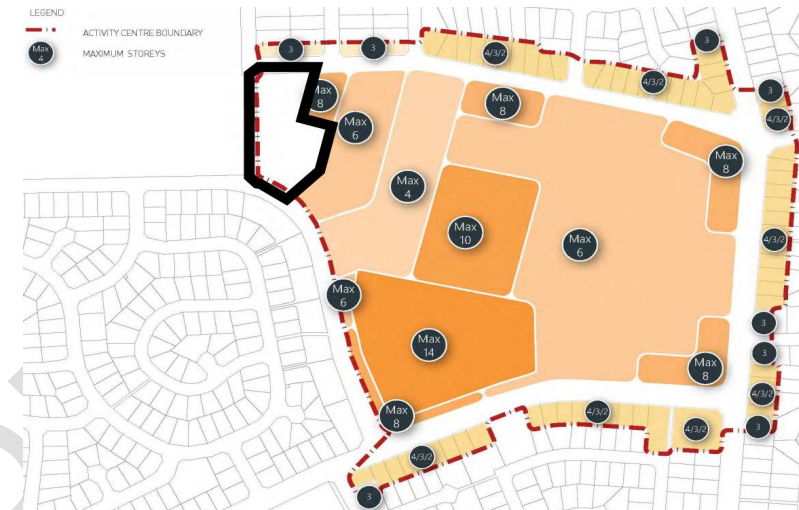 LEGEND
ACTIVITY CENTRE BOUNDARY
Max
4
MAXIMUM STOREYS
3
3
4/3/2
3
4/3/2
3
4/3/2
Max
8
Max
6
Max
8
Max
8
Max
4
Max
10
Max
6
4/3/2
Max
6
Max
14
3
3
Max
8
4/3/2
Max
8
4/3/2
4/3/2
3
4/3/2
3